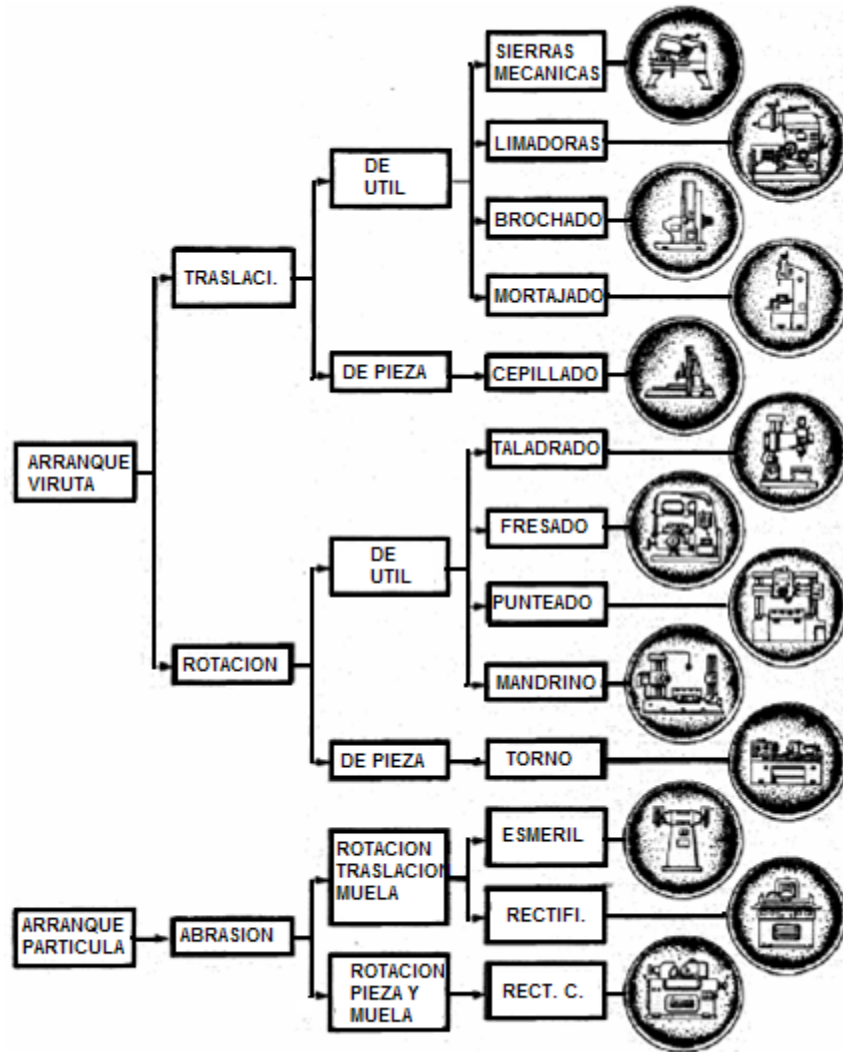 SIERRAS
MECANICAS
LIMADORAS
DE
UTIL
BROCHADO
TRASLACI.
MORTAJADO
DE PIEZA
CEPILLADO
TALADRADO
ARRANQUE
VIRUTA
FRESADO
DE
UTIL
PUNTEADO
ROTACION
MANDRINO
DE PIEZA
TORNO
ESMERIL
ROTACION
TRASLACION
MUELA
RECTIFI.
ARRANQUE
PARTICULA
ABRASION
ROTACION
PIEZA Y
MUELA
RECT. C.